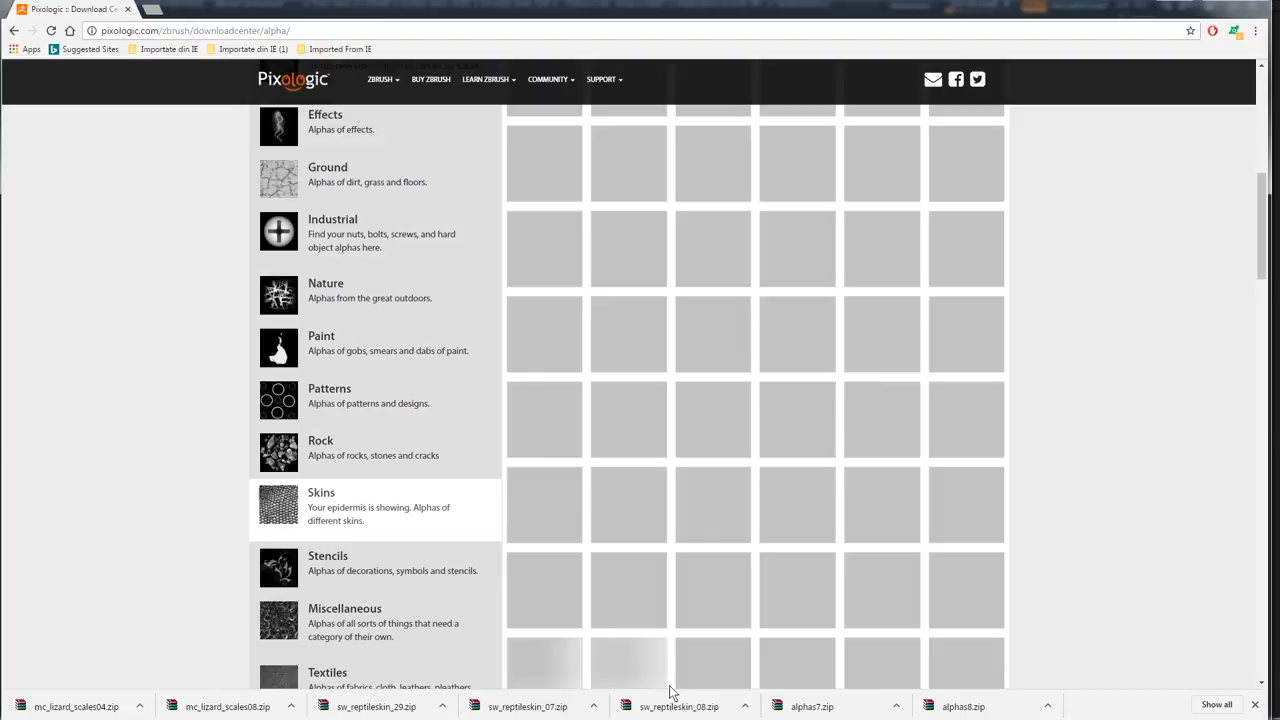 Pixologic :: Download Ce
pixologic.com/zbrush/downloadcenter/alpha/
Apps
Suggested Sites
Importate din IE
Importate din IE (1)
Imported From IE
Pixologic
ZBRUSH
BUY ZBRUSH
LEARN ZBRUSH
COMMUNITY
SUPPORT
Effects
Alphas of effects.
Ground
Alphas of dirt, grass and floors.
Industrial
Find your nuts, bolts, screws, and hard
object alphas here.
Nature
Alphas from the great outdoors.
Paint
Alphas of gobs, smears and dabs of paint.
Patterns
Alphas of patterns and designs.
Rock
Alphas of rocks, stones and cracks
Skins
Your epidermis is showing. Alphas of
different skins.
Stencils
Alphas of decorations, symbols and stencils.
Miscellaneous
Alphas of all sorts of things that need a
category of their own.
Textiles
Alphas of fabrics, cloth, leathers, pleathers
mc_lizard_scales04.zip
mc_lizard_scales08.zip
sw_reptileskin_29.zip
sw_reptileskin_07.zip
sw_reptileskin_08.zip
alphas7.zip
alphas8.zip
Show all